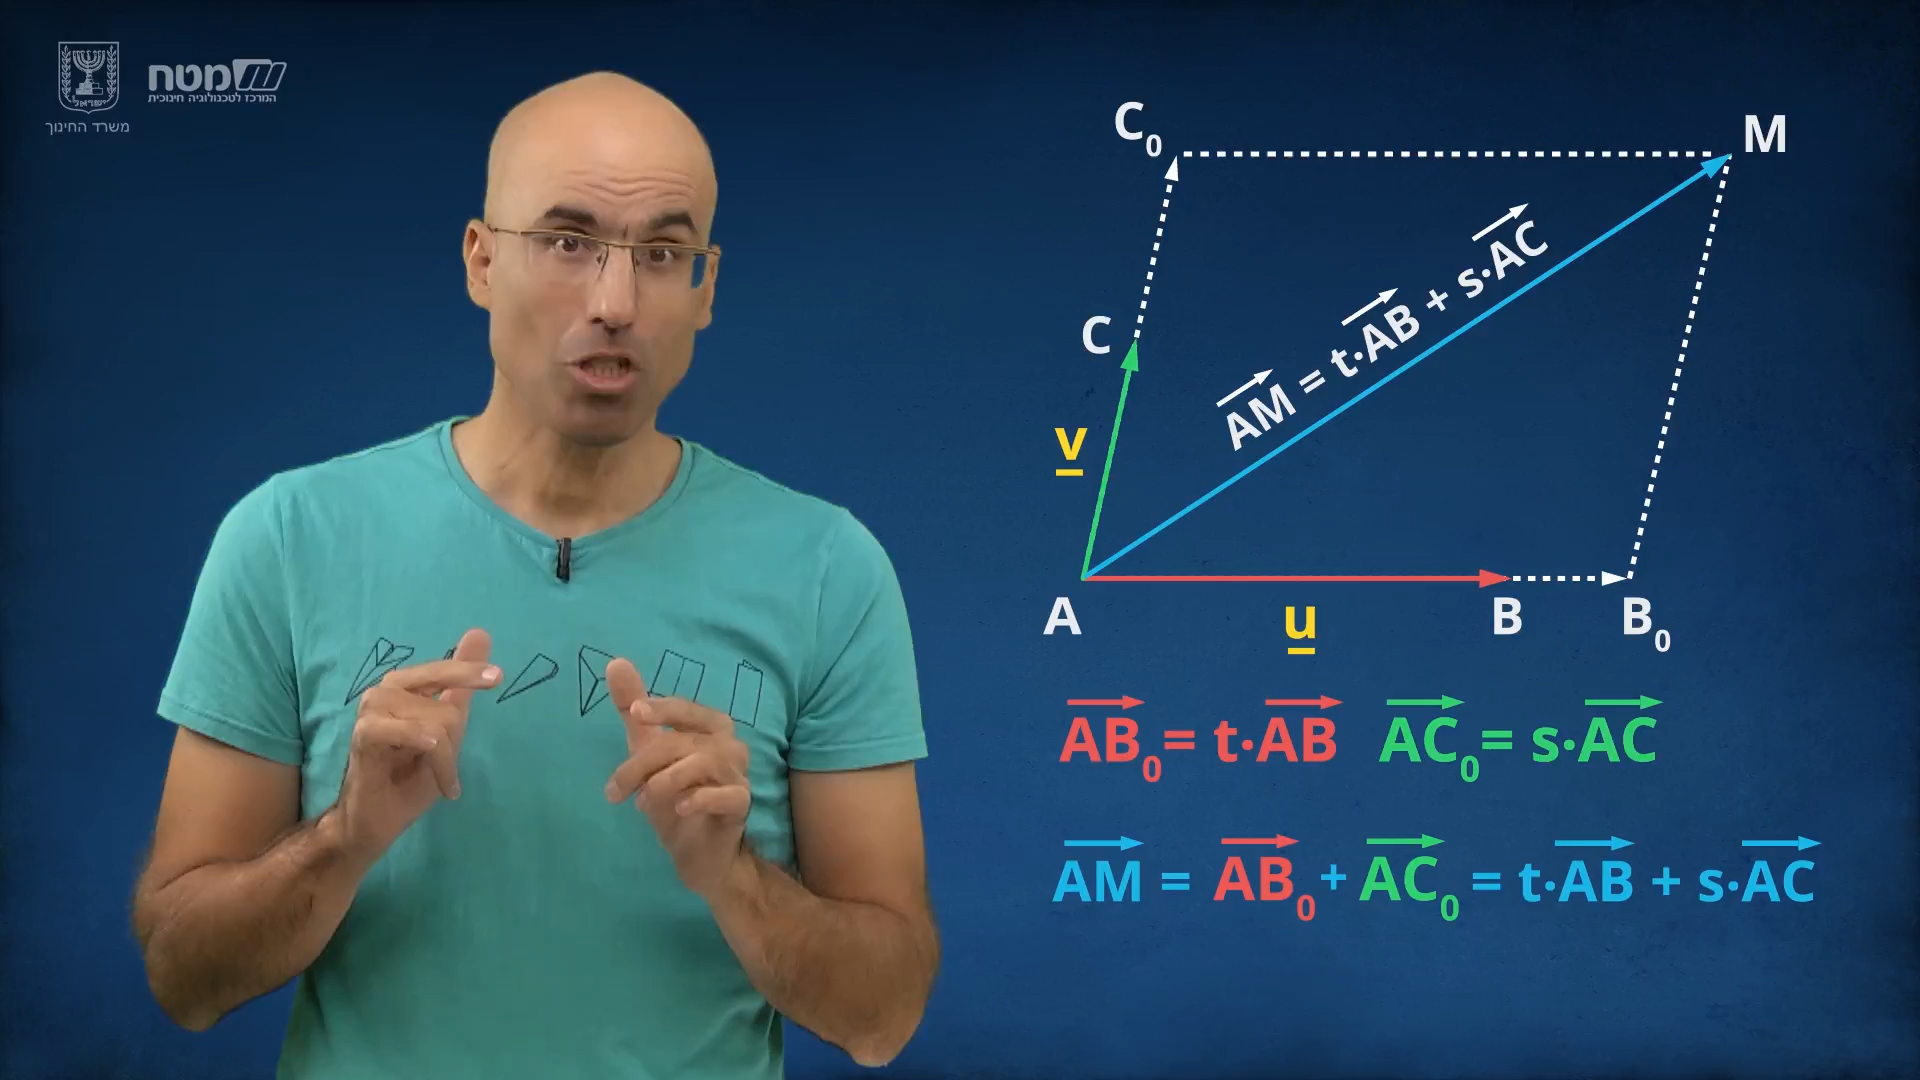 מטח
המרכז לטכנולוגיה חינוכית
ישראל
משרד החינוך
C₀
M
AM = t·AB + s·AC
C
v
A
u
B
B₀
AB₀ = t·AB AC₀ = s·AC
AM = AB₀ + AC₀ = t·AB + s·AC